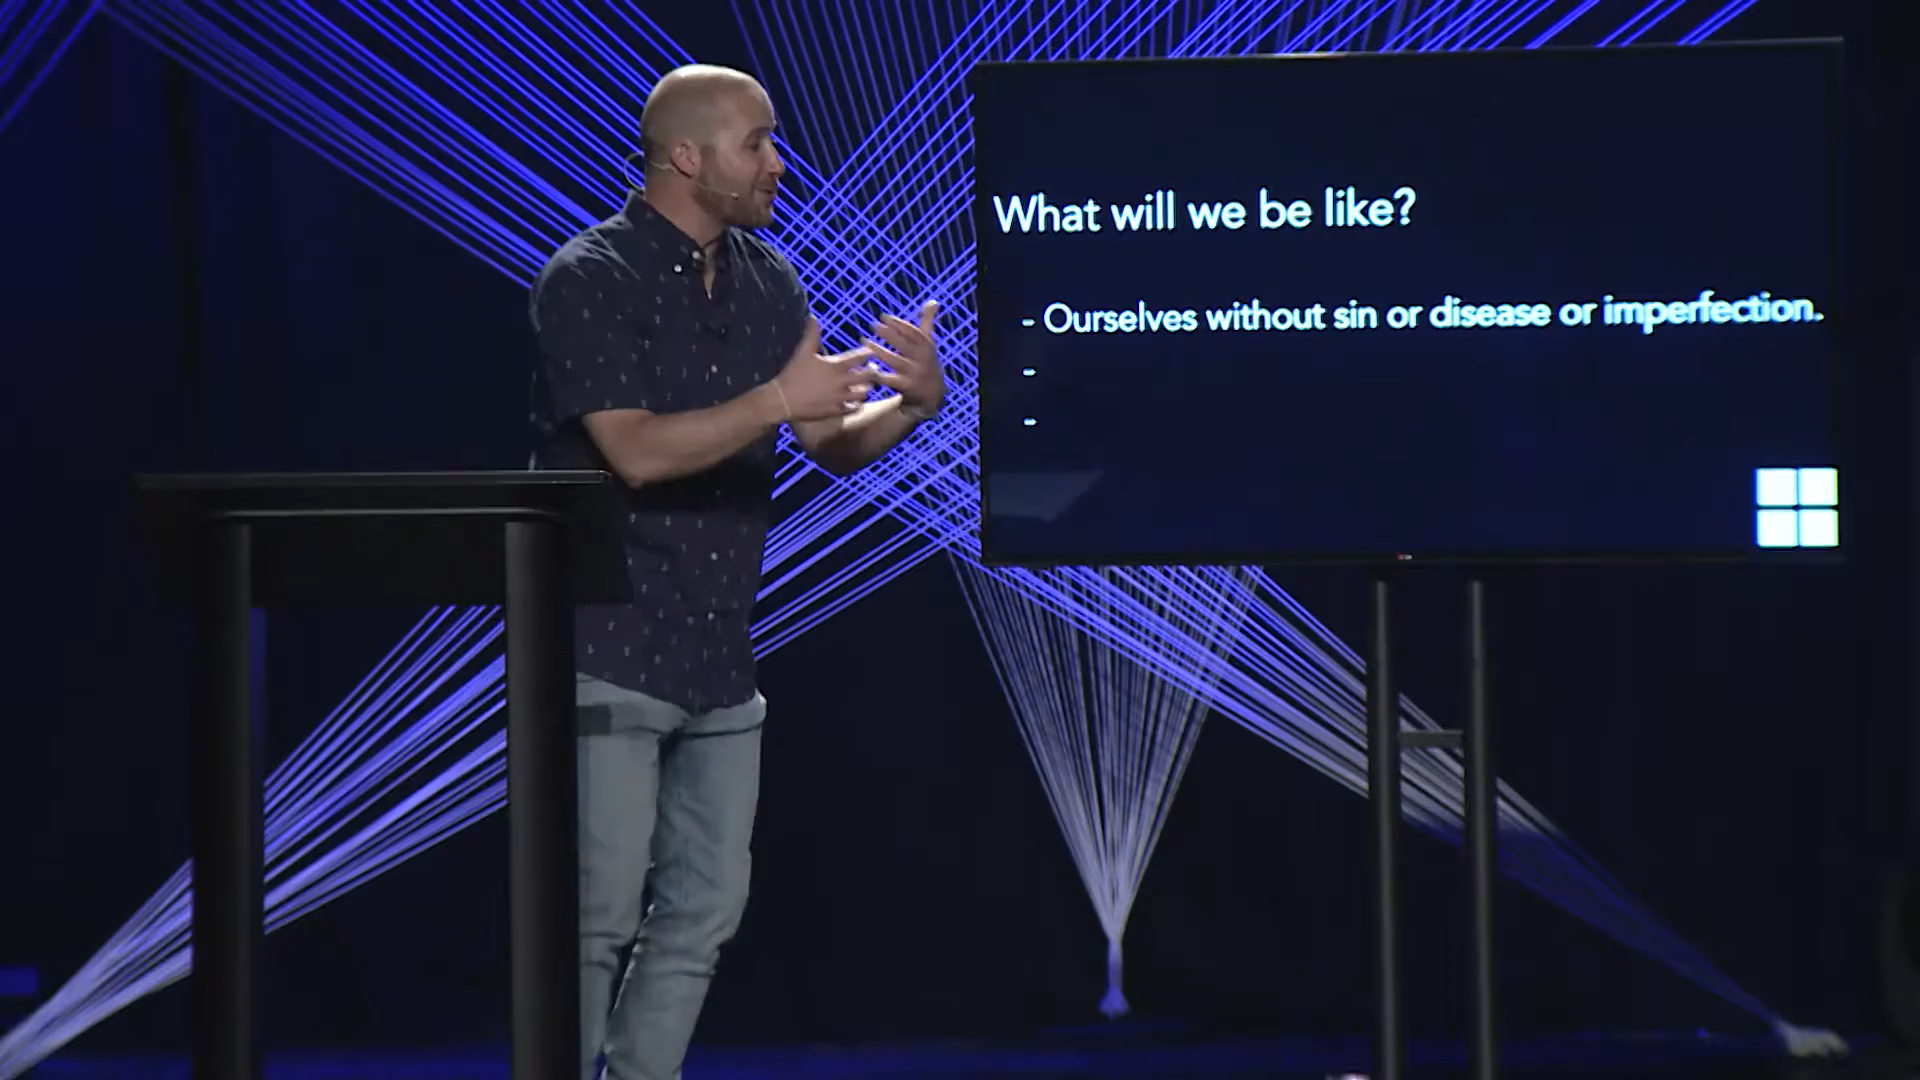 What will we be like?
- Ourselves without sin or disease or imperfection.
-
-